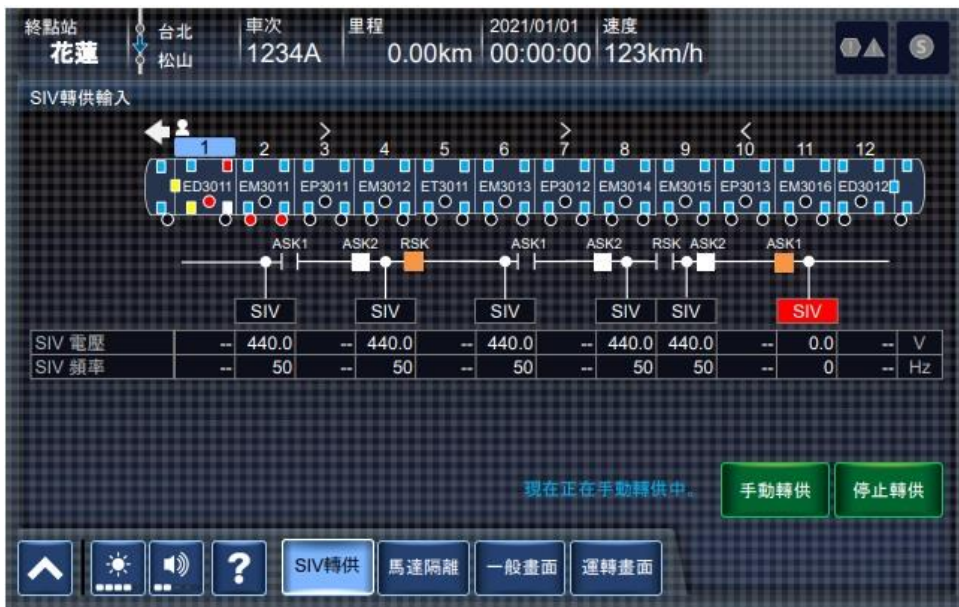 終點站 台北 車次 里程 2021/01/01 速度
花蓮 松山 1234A 0.00km 00:00:00 123km/h
S
SIV轉供輸入
1 2 3 4 5 6 7 8 9 10 11 12
ED3011 EM3011 EP3011 EM3012 ET3011 EM3013 EP3012 EM3014 EM3015 EP3013 EM3016 ED3012
ASK1 ASK2 RSK ASK1 ASK2 RSK ASK2 ASK1
SIV SIV SIV SIV SIV SIV
SIV 電壓 -- 440.0 -- 440.0 -- 440.0 -- 440.0 440.0 -- 0.0 -- V
SIV 頻率 -- 50 -- 50 -- 50 -- 50 50 -- 0 -- Hz
現在正在手動轉供中。 手動轉供 停止轉供
? SIV轉供 馬達隔離 一般畫面 運轉畫面